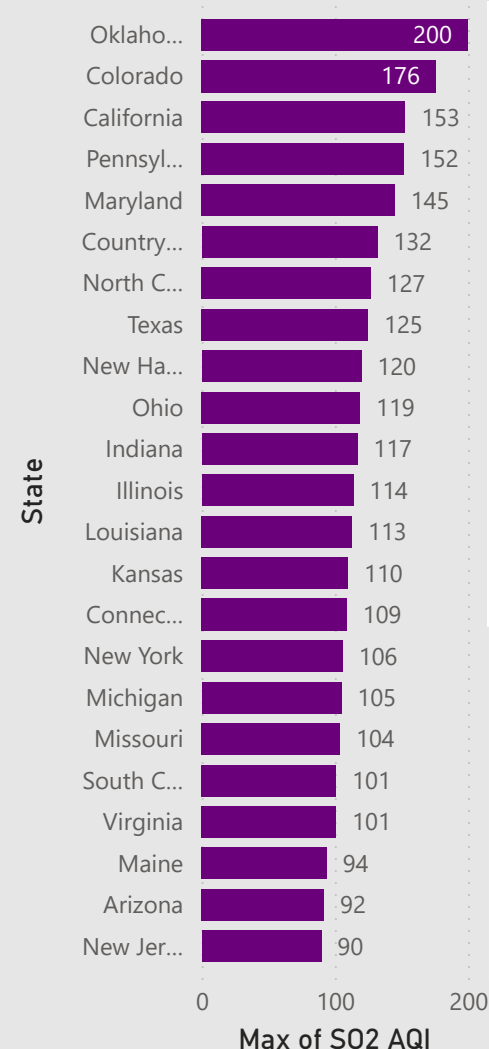 Oklaho... 200
Colorado 176
California 153
Pennsyl... 152
Maryland 145
Country... 132
North C... 127
Texas 125
New Ha... 120
Ohio 119
Indiana 117
Illinois 114
Louisiana 113
Kansas 110
Connec... 109
New York 106
Michigan 105
Missouri 104
South C... 101
Virginia 101
Maine 94
Arizona 92
New Jer... 90
State
0 100 200
Max of SO2 AQI